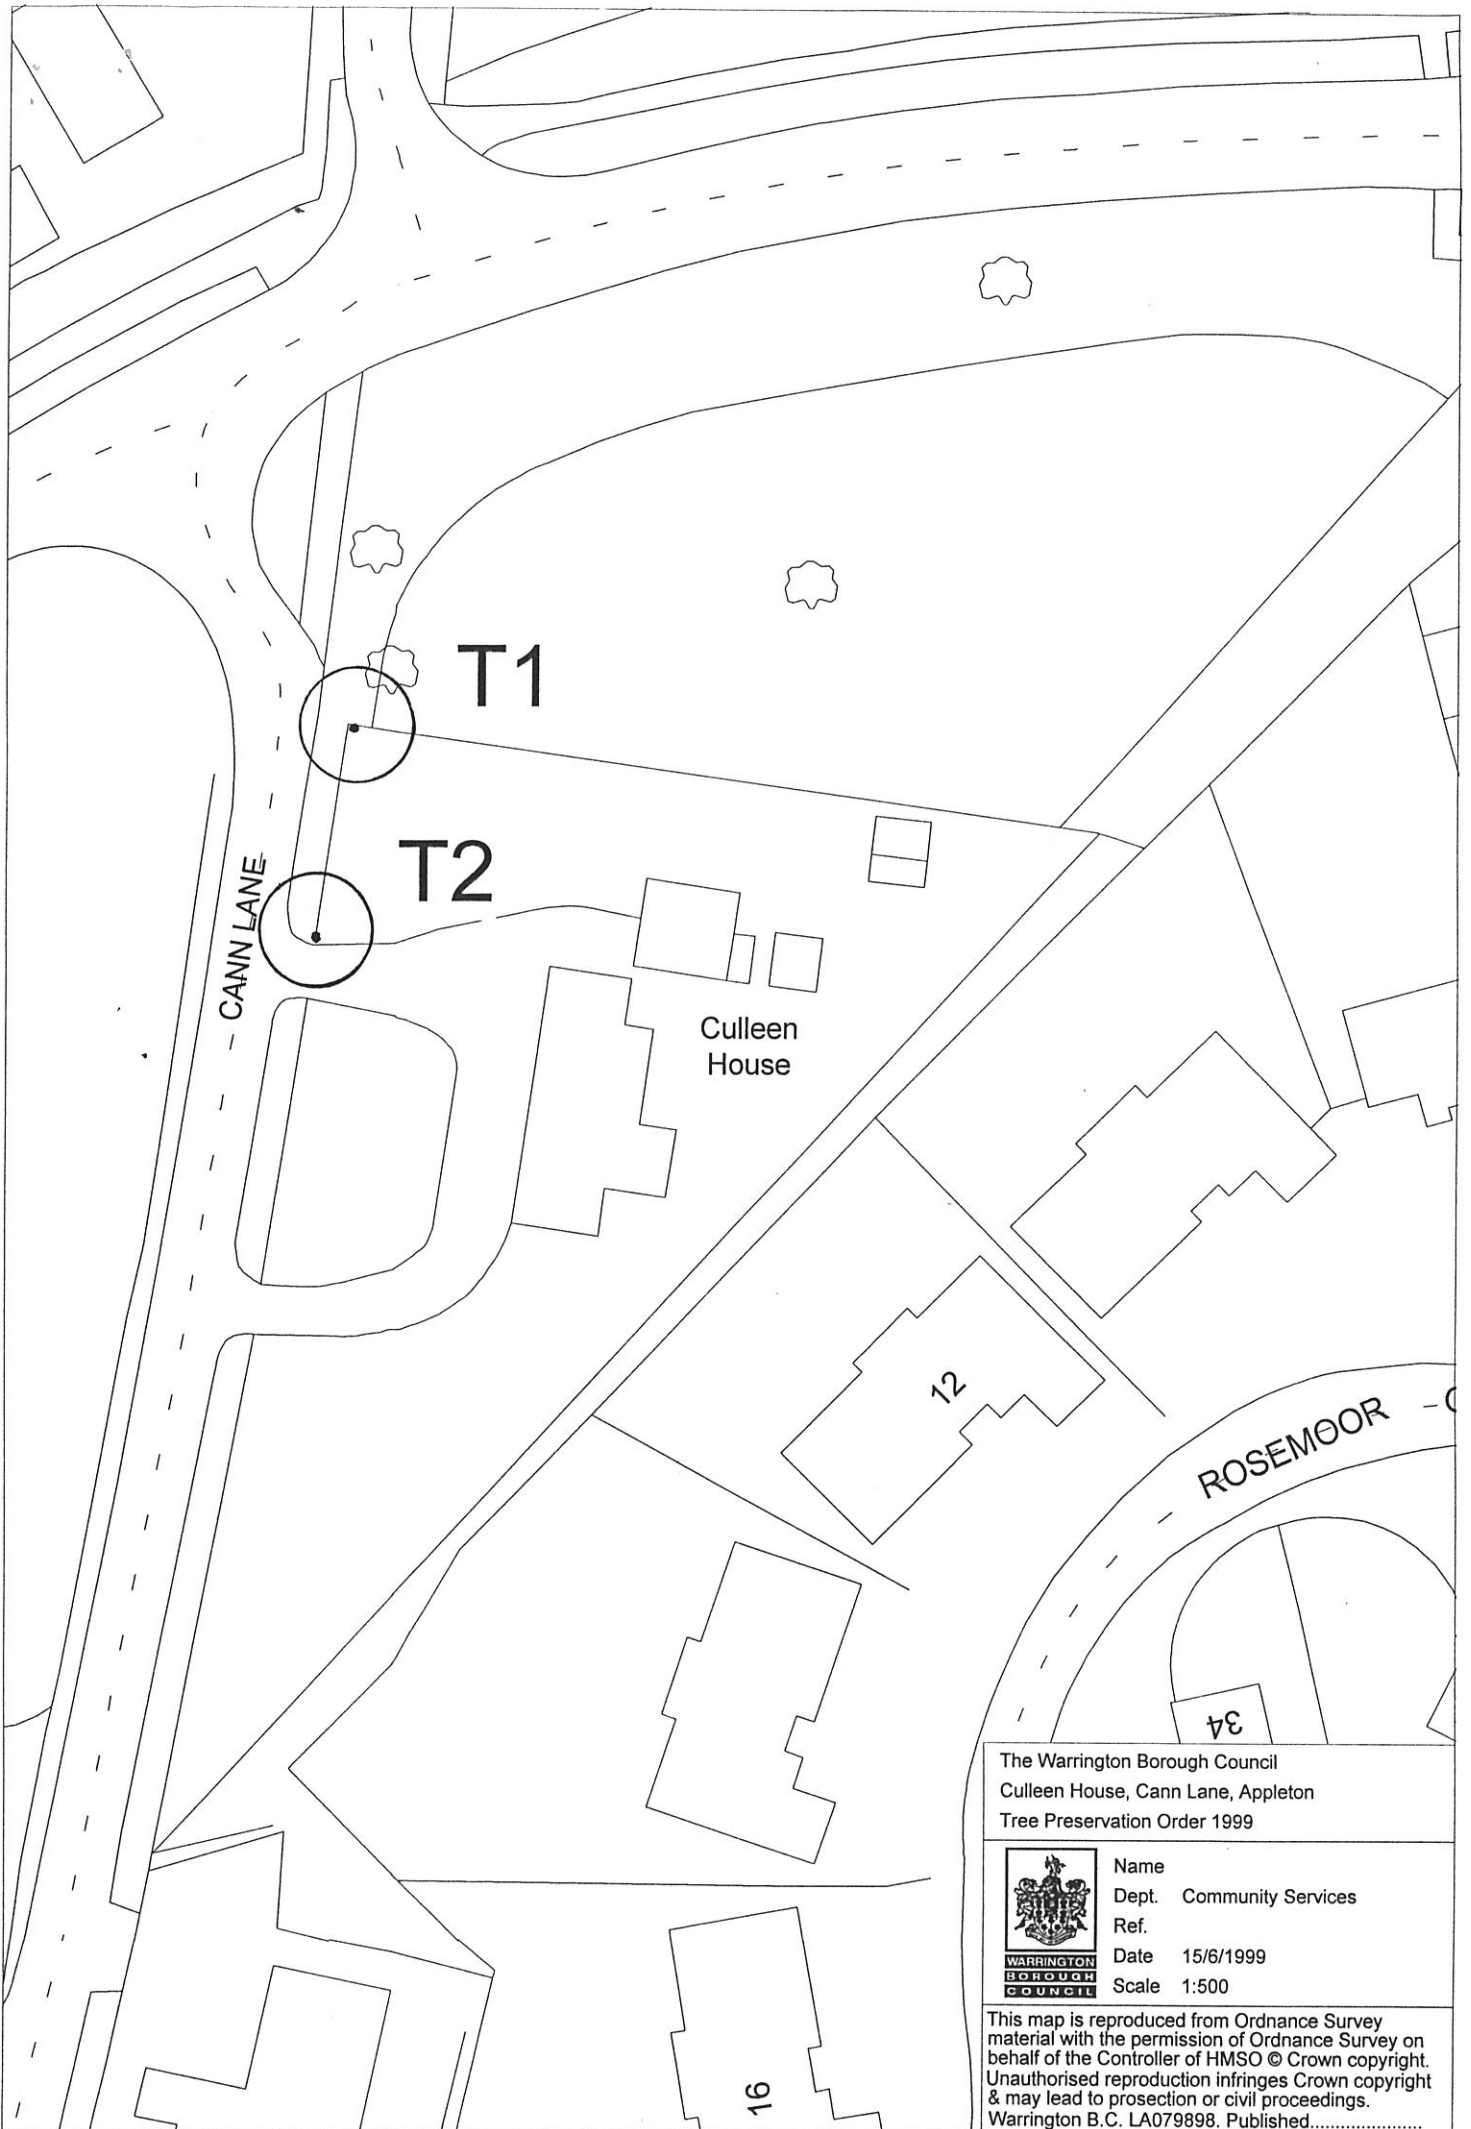 T1
T2
CANN LANE
Culleen
House
12
ROSEMOOR
34
16
The Warrington Borough Council
Culleen House, Cann Lane, Appleton
Tree Preservation Order 1999
WARRINGTON
BOROUGH
COUNCIL
Name
Dept. Community Services
Ref.
Date 15/6/1999
Scale 1:500
This map is reproduced from Ordnance Survey
material with the permission of Ordnance Survey on
behalf of the Controller of HMSO © Crown copyright.
Unauthorised reproduction infringes Crown copyright
& may lead to prosection or civil proceedings.
Warrington B.C. LA079898. Published......................